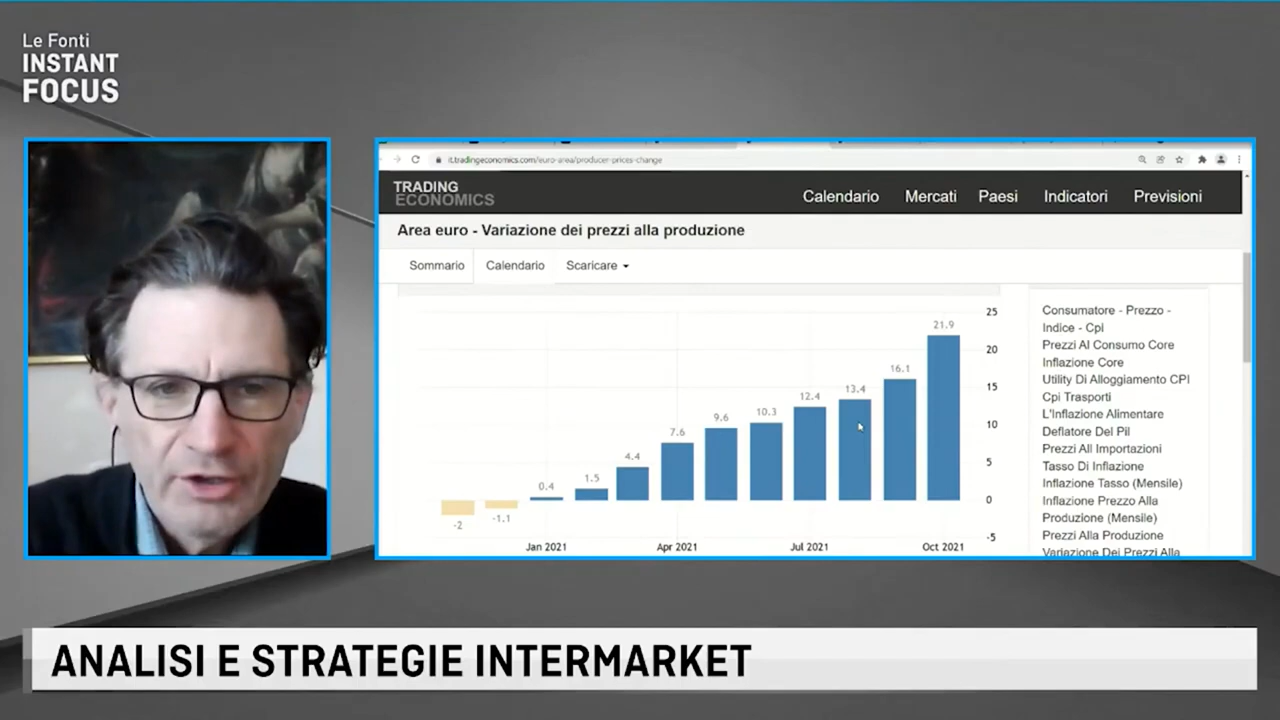 Le Fonti
INSTANT
FOCUS
it.tradingeconomics.com/euro-area/producer-prices-change
TRADING
ECONOMICS
Calendario Mercati Paesi Indicatori Previsioni
Area euro - Variazione dei prezzi alla produzione
Sommario Calendario Scaricare
25
20
15
10
5
0
-5
-2
-1.1
0.4
1.5
4.4
7.6
9.6
10.3
12.4
13.4
16.1
21.9
Jan 2021 Apr 2021 Jul 2021 Oct 2021
Consumatore - Prezzo -
Indice - Cpi
Prezzi Al Consumo Core
Inflazione Core
Utility Di Alloggiamento CPI
Cpi Trasporti
L'Inflazione Alimentare
Deflatore Del Pil
Prezzi All Importazioni
Tasso Di Inflazione
Inflazione Tasso (Mensile)
Inflazione Prezzo Alla
Produzione (Mensile)
Prezzi Alla Produzione
Variazione Dei Prezzi Alla
ANALISI E STRATEGIE INTERMARKET